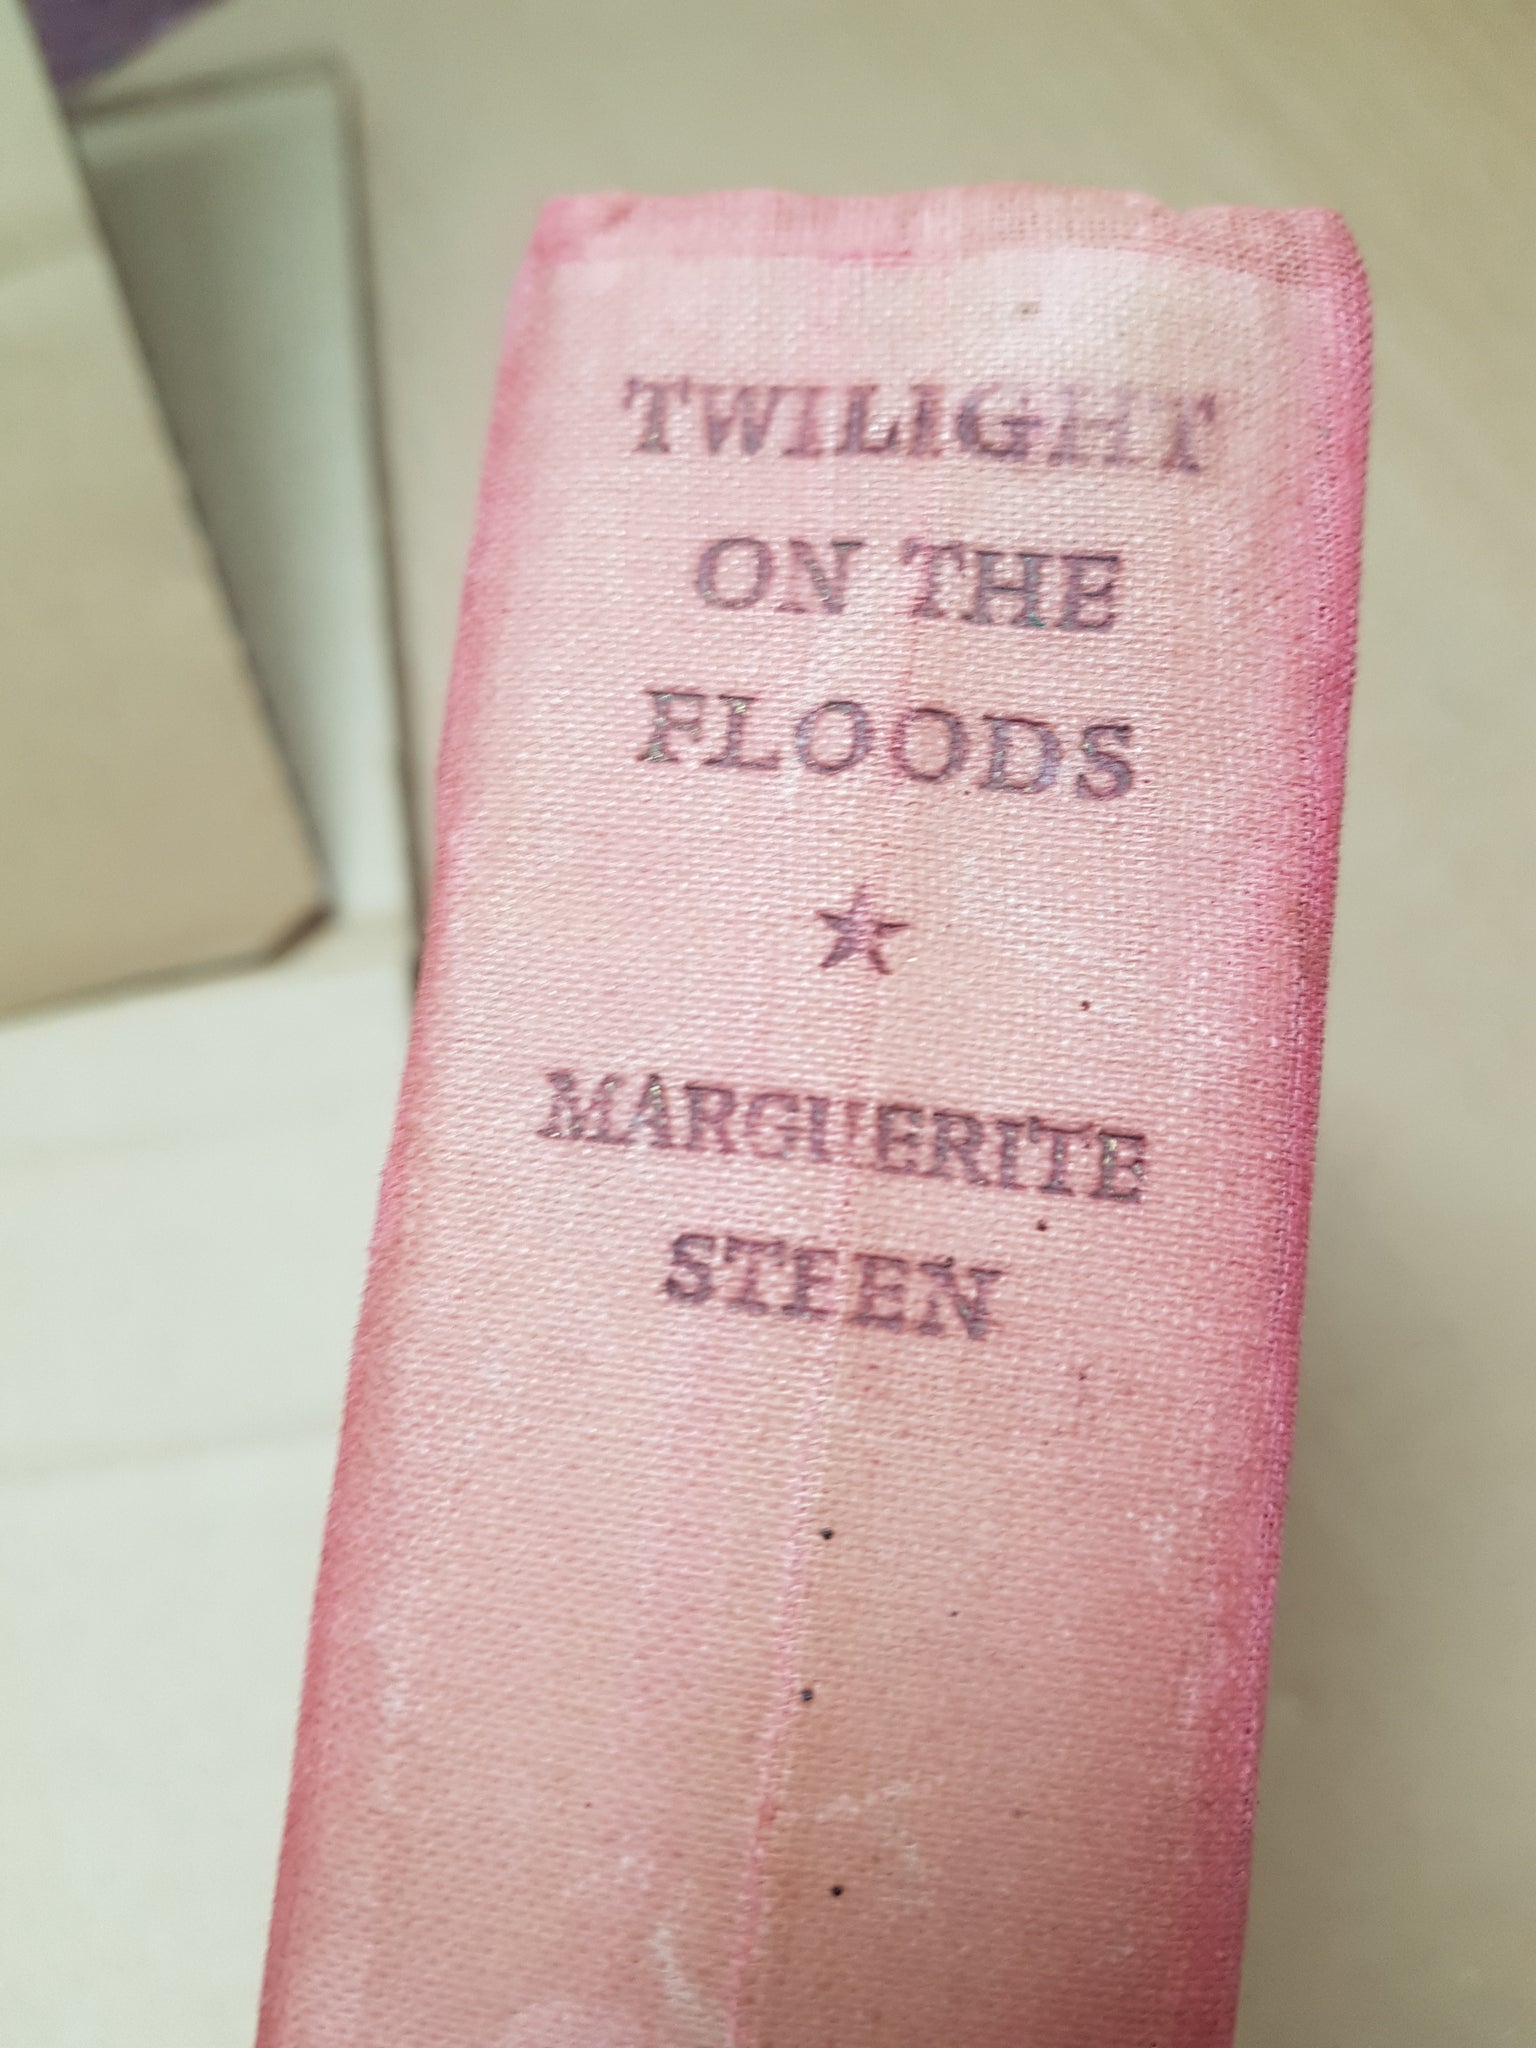 TWILIGHT
ON THE
FLOODS
MARGUERITE
STEEN